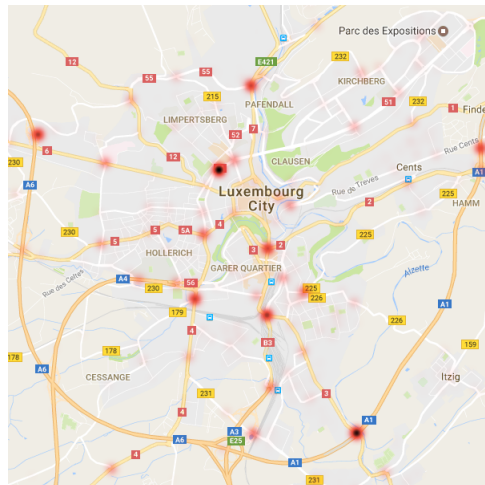 Parc des Expositions
232
12
E421
55
55
KIRCHBERG
215
PAFENDALL
51
1
232
Finde
LIMPERTSBERG
7
52
6
Rue Cents
230
12
CLAUSEN
Cents
A1
A6
Rue de Treves
Luxembourg
City
225
2
HAMM
4
230
5
5A
5
225
HOLLERICH
3
2
GARER QUARTIER
Alzette
A4
Rue des Celtes
230
56
225
226
A1
179
226
4
B3
178
178
159
A6
CESSANGE
Itzig
231
3
4
A1
A3
A6
E25
4
A1
231